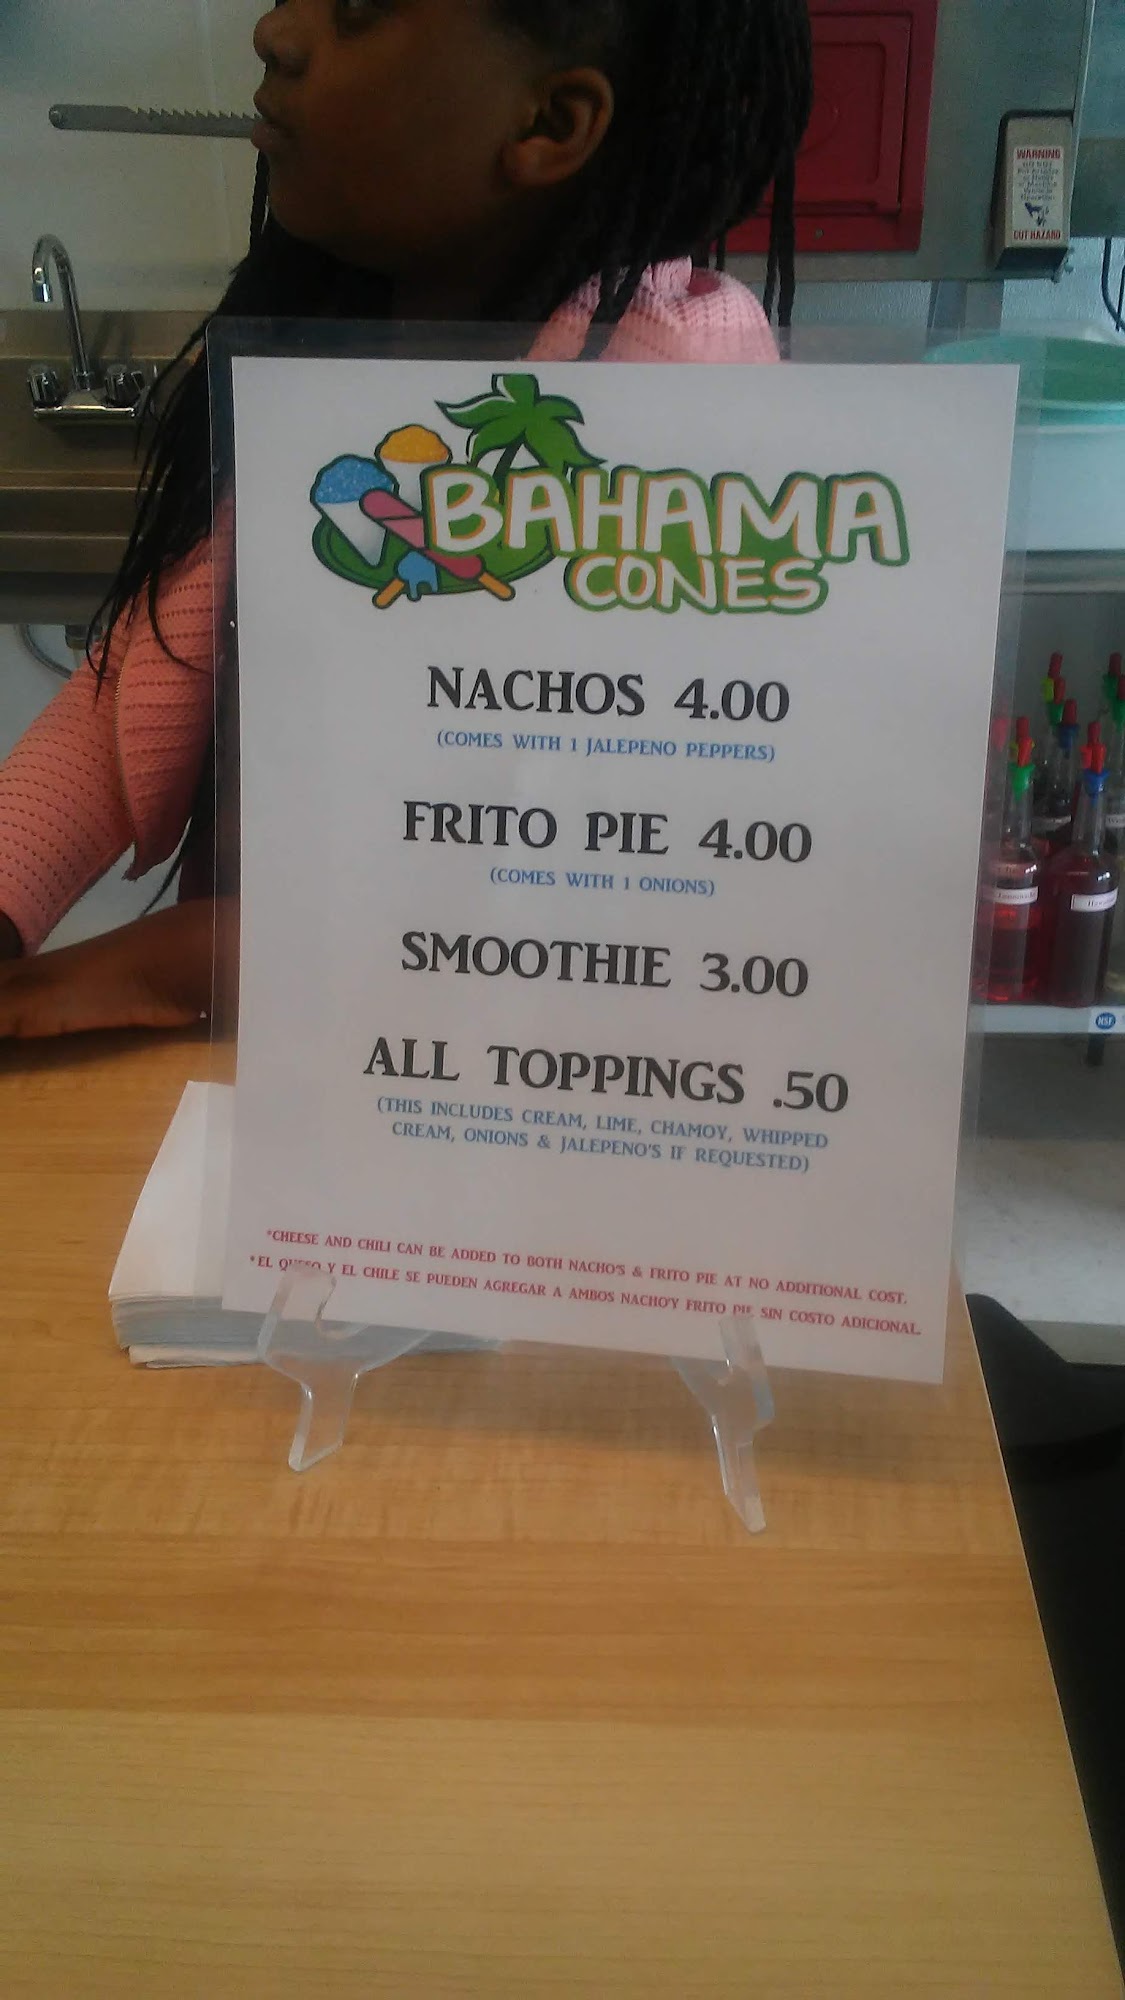 WARNING
CUT HAZARD
BAHAMA
CONES
NACHOS 4.00
(COMES WITH 1 JALEPENO PEPPERS)
FRITO PIE 4.00
(COMES WITH 1 ONIONS)
SMOOTHIE 3.00
ALL TOPPINGS .50
(THIS INCLUDES CREAM, LIME, CHAMOY, WHIPPED
CREAM, ONIONS & JALEPENO'S IF REQUESTED)
*CHEESE AND CHILI CAN BE ADDED TO BOTH NACHO'S & FRITO PIE AT NO ADDITIONAL COST.
*EL QUESO Y EL CHILE SE PUEDEN AGREGAR A AMBOS NACHO'Y FRITO PIE SIN COSTO ADICIONAL
NSF